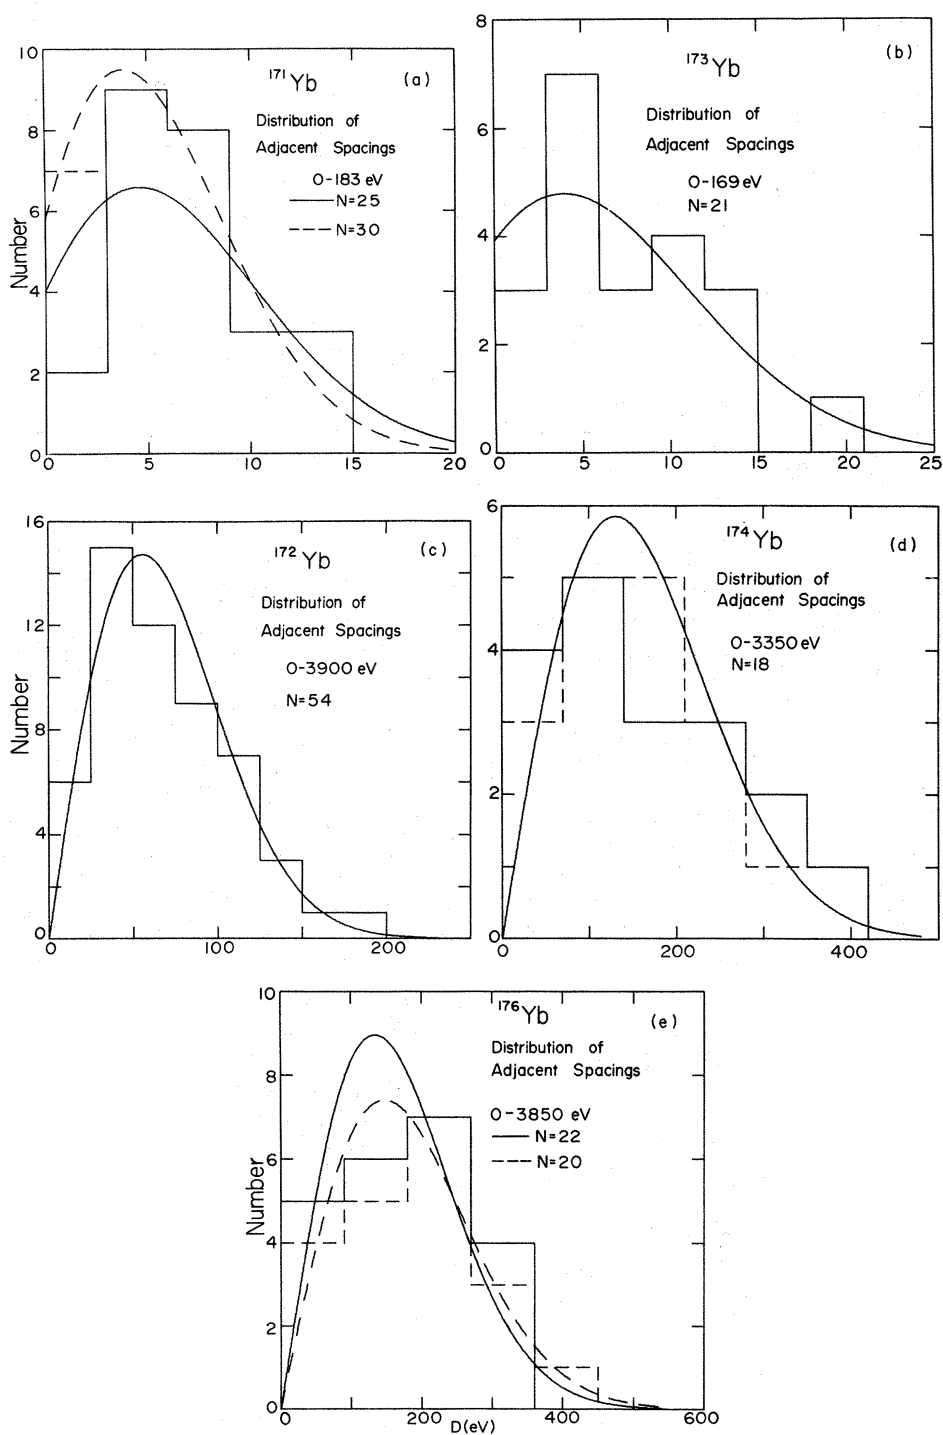 171Yb (a)
Distribution of
Adjacent Spacings
0-183 eV
N=25
N=30
Number
10
8
6
4
2
0
0 5 10 15 20
173Yb (b)
Distribution of
Adjacent Spacings
0-169 eV
N=21
8
6
4
2
0
0 5 10 15 20 25
172Yb (c)
Distribution of
Adjacent Spacings
0-3900 eV
N=54
Number
16
12
8
4
0
0 100 200
174Yb (d)
Distribution of
Adjacent Spacings
0-3350 eV
N=18
6
4
2
0
0 200 400
176Yb (e)
Distribution of
Adjacent Spacings
0-3850 eV
N=22
N=20
Number
10
8
6
4
2
0
0 200 400 600
D(eV)